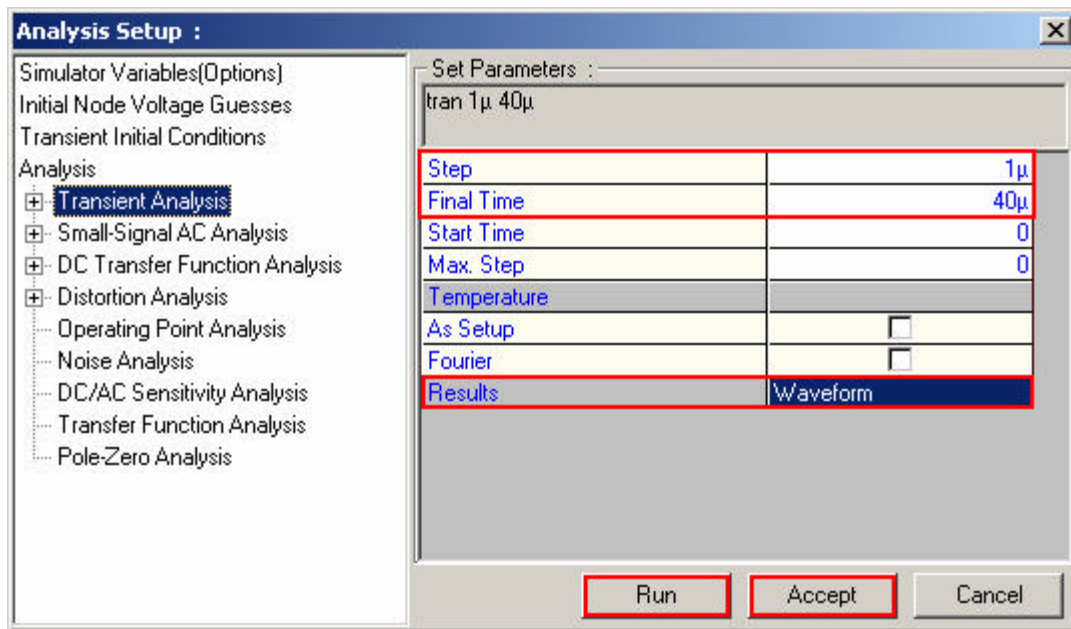 Analysis Setup :
Simulator Variables(Options)
Initial Node Voltage Guesses
Transient Initial Conditions
Analysis
Transient Analysis
Small-Signal AC Analysis
DC Transfer Function Analysis
Distortion Analysis
Operating Point Analysis
Noise Analysis
DC/AC Sensitivity Analysis
Transfer Function Analysis
Pole-Zero Analysis
Set Parameters :
tran 1µ 40µ
Step 1µ
Final Time 40µ
Start Time 0
Max. Step 0
Temperature
As Setup
Fourier
Results Waveform
Run Accept Cancel